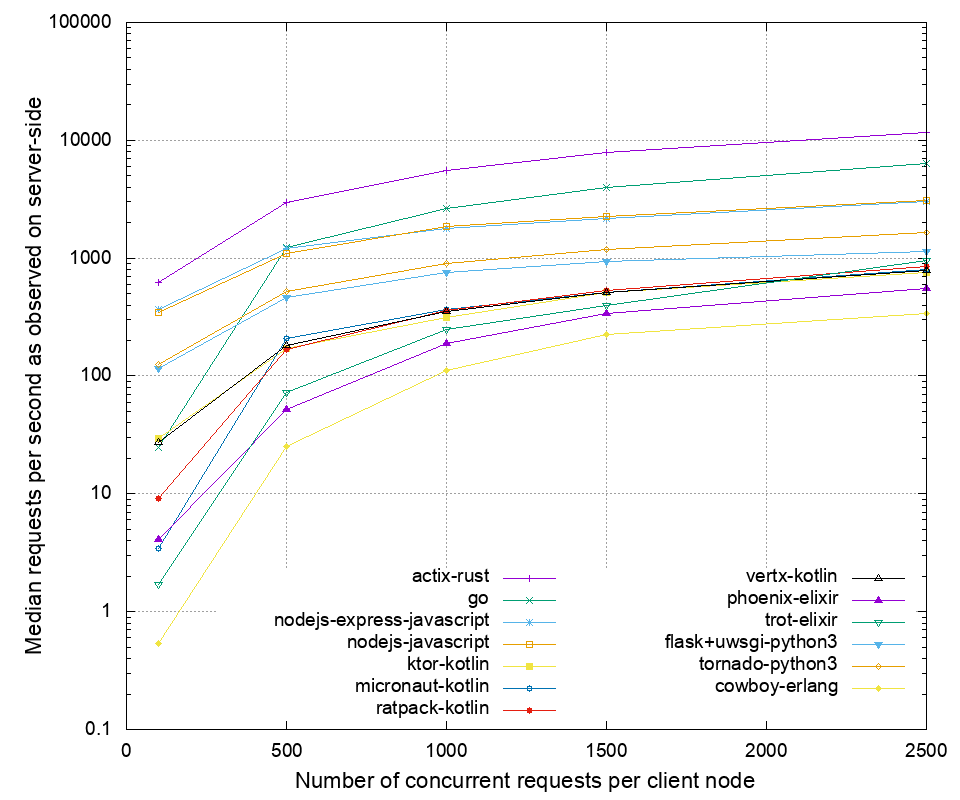 100000
10000
1000
100
10
1
0.1
Median requests per second as observed on server-side
actix-rust
go
nodejs-express-javascript
nodejs-javascript
ktor-kotlin
micronaut-kotlin
ratpack-kotlin
vertx-kotlin
phoenix-elixir
trot-elixir
flask+uwsgi-python3
tornado-python3
cowboy-erlang
0 500 1000 1500 2000 2500
Number of concurrent requests per client node